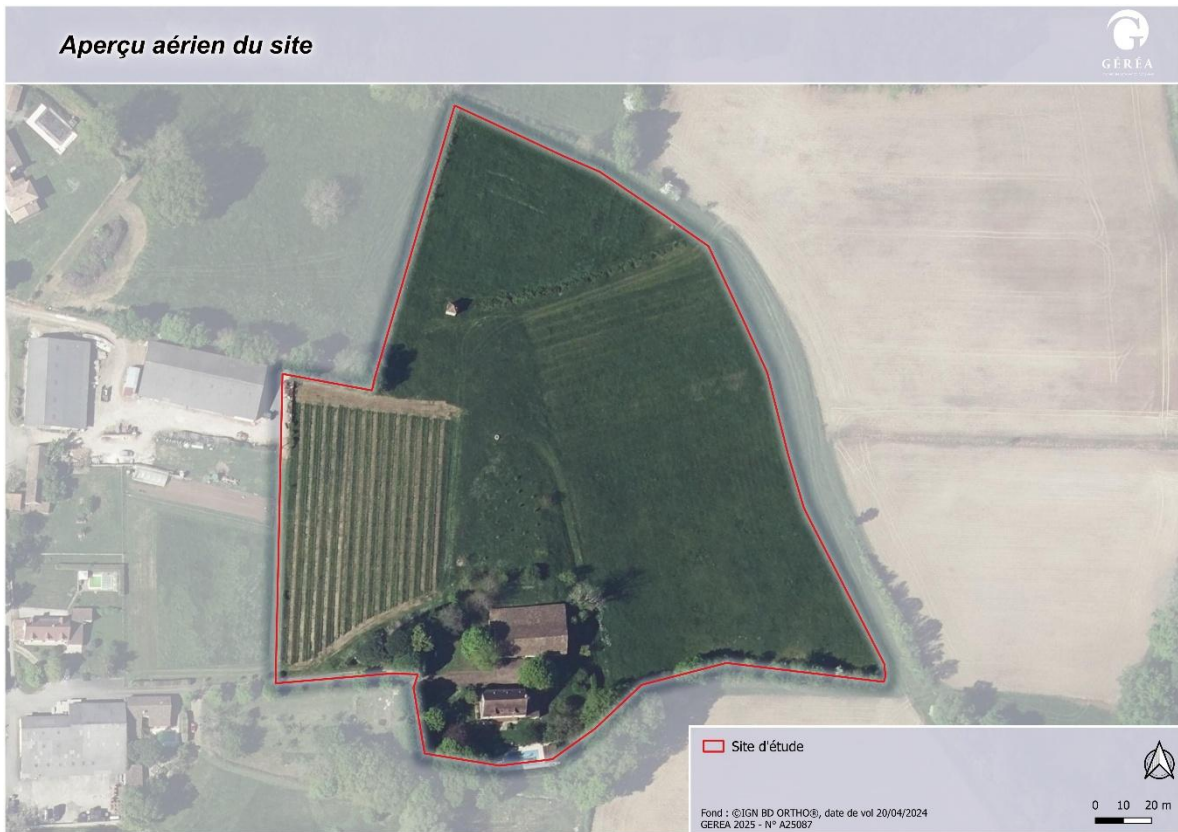 Aperçu aérien du site
GÉRÉA
Site d'étude
0 10 20 m
Fond : ©IGN BD ORTHO®, date de vol 20/04/2024
GEREA 2025 - N° A25087